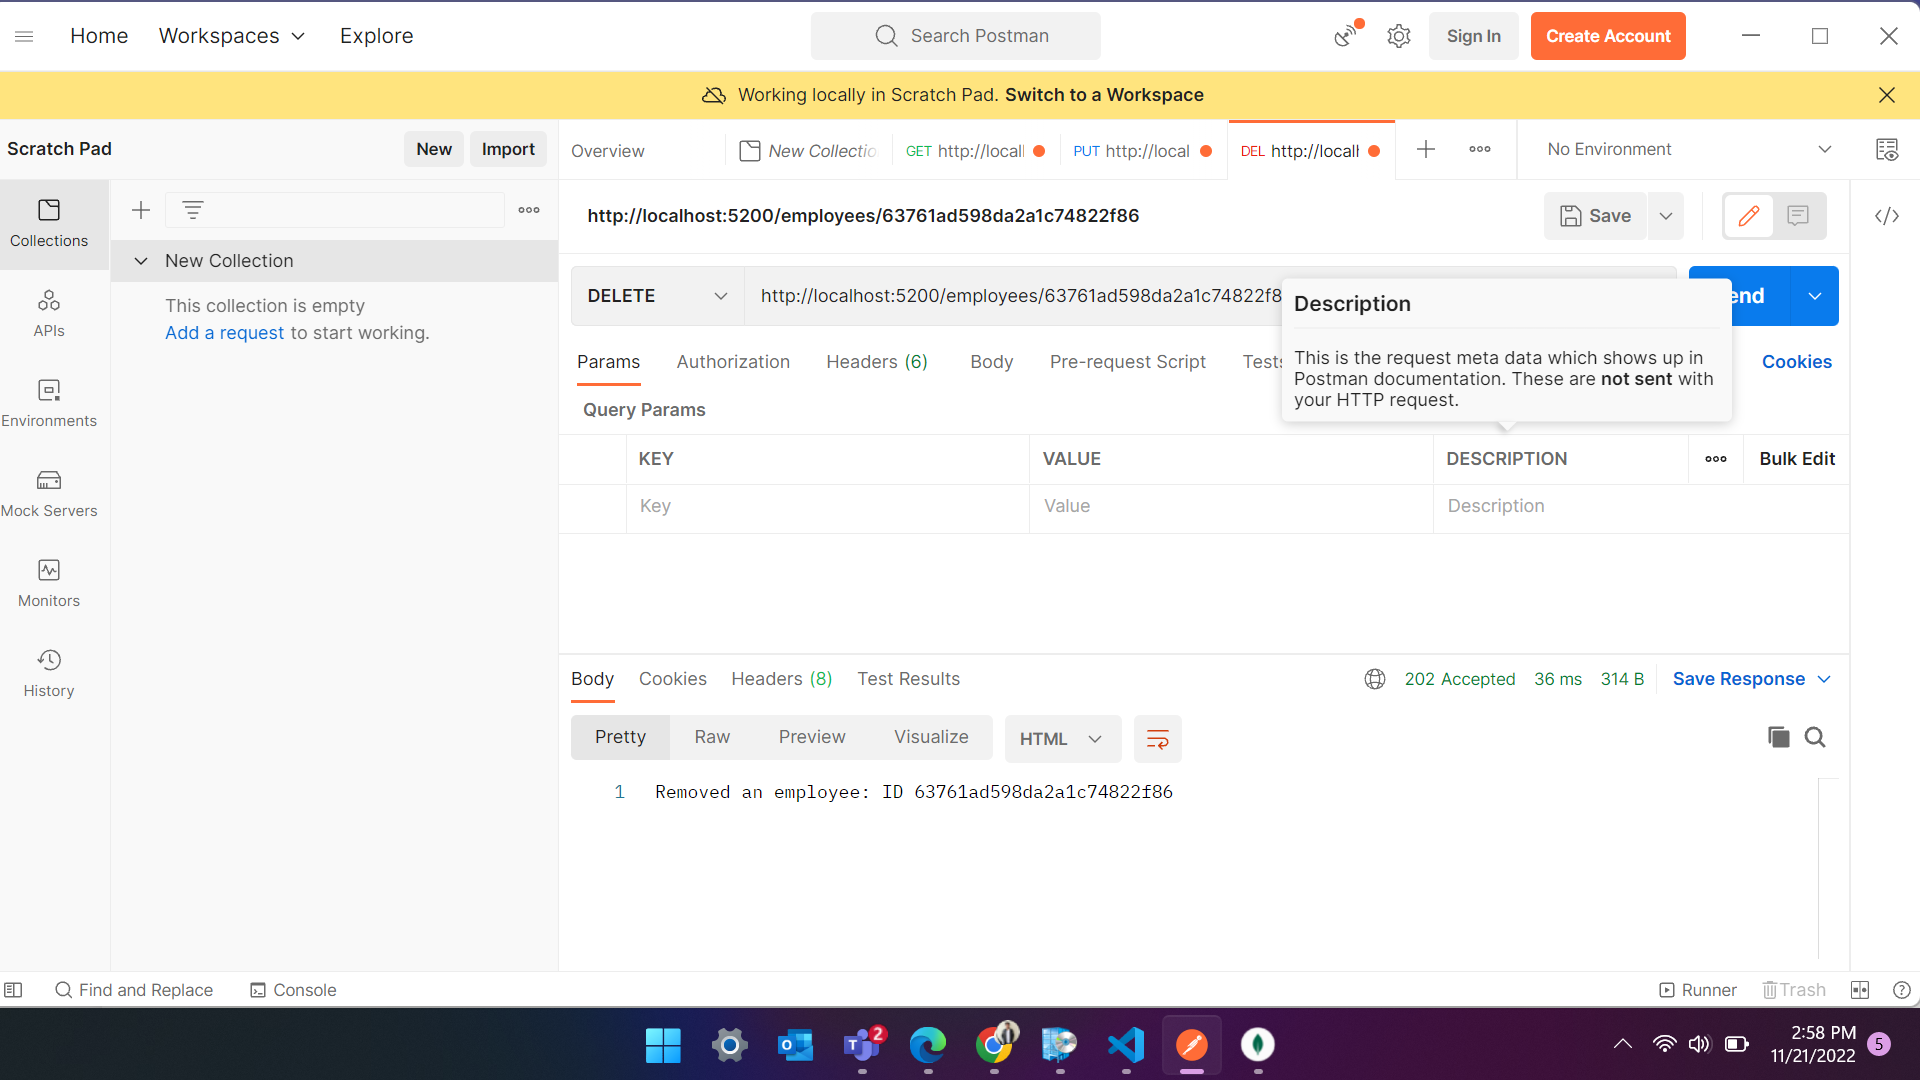 Home Workspaces Explore Search Postman Sign In Create Account
Working locally in Scratch Pad. Switch to a Workspace
Scratch Pad New Import Overview New Collectio GET http://locall PUT http://local DEL http://localh No Environment
http://localhost:5200/employees/63761ad598da2a1c74822f86 Save
Collections
New Collection
This collection is empty
Add a request to start working.
APIs
Environments
Mock Servers
Monitors
History
DELETE http://localhost:5200/employees/63761ad598da2a1c74822f8 end
Description
This is the request meta data which shows up in
Postman documentation. These are not sent with
your HTTP request.
Params Authorization Headers (6) Body Pre-request Script Tests Cookies
Query Params
KEY VALUE DESCRIPTION Bulk Edit
Key Value Description
Body Cookies Headers (8) Test Results 202 Accepted 36 ms 314 B Save Response
Pretty Raw Preview Visualize HTML
1 Removed an employee: ID 63761ad598da2a1c74822f86
Find and Replace Console Runner Trash
2
2:58 PM
11/21/2022
5